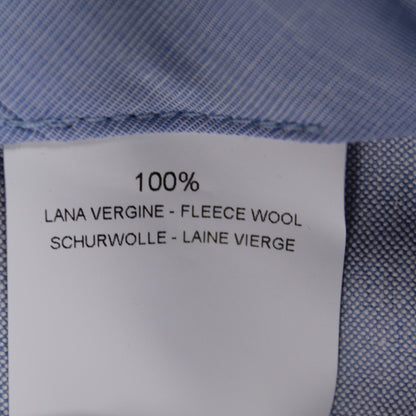 100%
LANA VERGINE - FLEECE WOOL
SCHURWOLLE - LAINE VIERGE